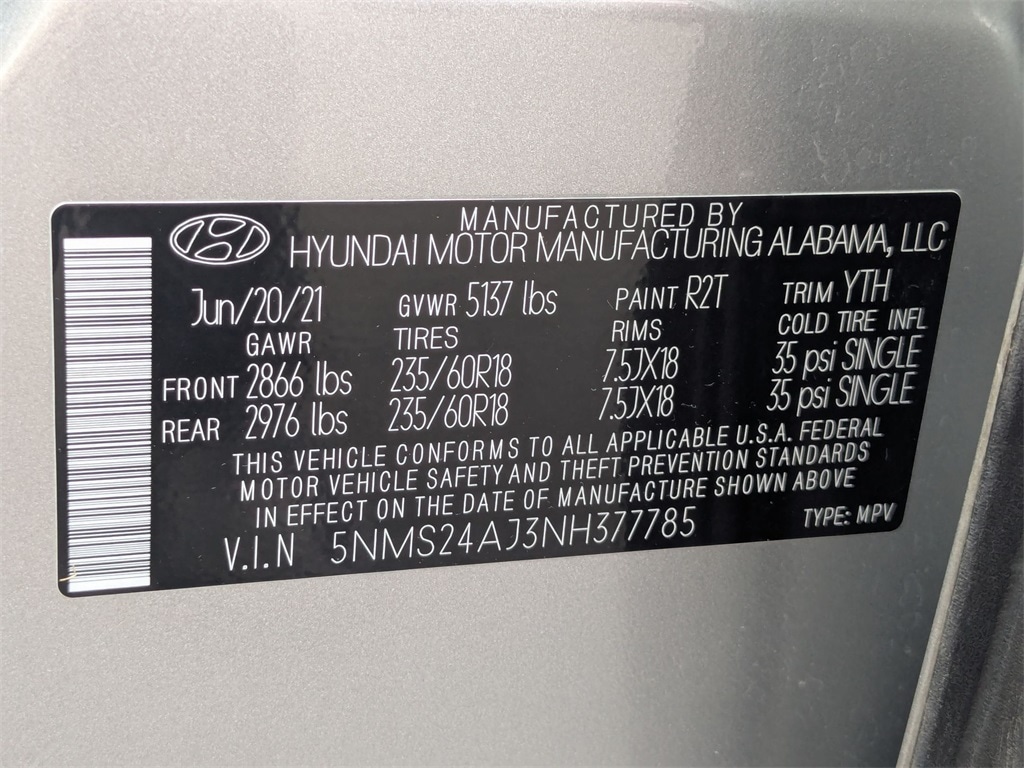 MANUFACTURED BY
HYUNDAI MOTOR MANUFACTURING ALABAMA, LLC
Jun/20/21 GVWR 5137 lbs PAINT R2T TRIM YTH
GAWR TIRES RIMS COLD TIRE INFL
FRONT 2866 lbs 235/60R18 7.5JX18 35 psi SINGLE
REAR 2976 lbs 235/60R18 7.5JX18 35 psi SINGLE
THIS VEHICLE CONFORMS TO ALL APPLICABLE U.S.A. FEDERAL
MOTOR VEHICLE SAFETY AND THEFT PREVENTION STANDARDS
IN EFFECT ON THE DATE OF MANUFACTURE SHOWN ABOVE
V.I.N 5NMS24AJ3NH377785 TYPE: MPV